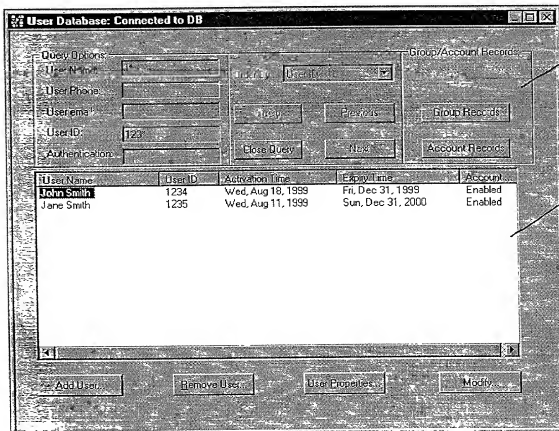 User Database: Connected to DB
Query Options:
User Name:
User Phone:
User email:
User ID: 123*
Authentication:
Previous
Close Query
Next
Group/Account Records:
Group Records
Account Records
User Name User ID Activation Time Expiry Time Account...
John Smith 1234 Wed, Aug 18, 1999 Fri, Dec 31, 1999 Enabled
Jane Smith 1235 Wed, Aug 11, 1999 Sun, Dec 31, 2000 Enabled
Add User...
Remove User...
User Properties...
Modify...